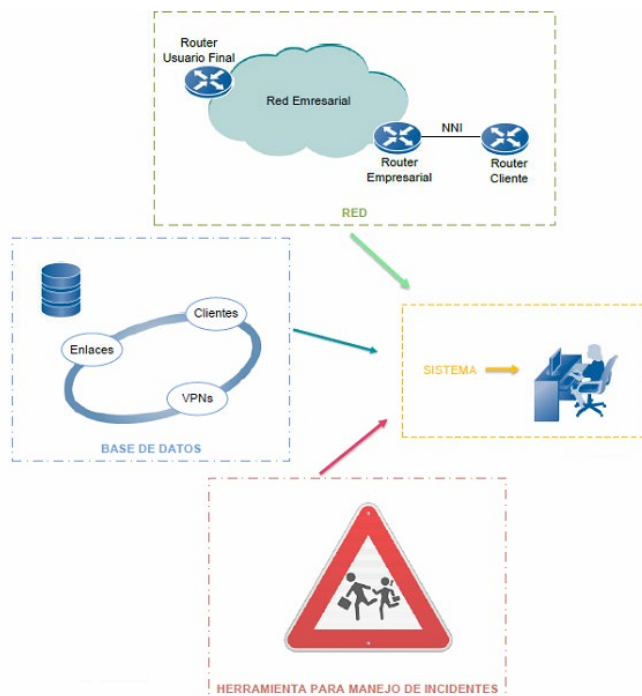 Router
Usuario Final
Red Emresarial
NNI
Router
Empresarial
Router
Cliente
RED
Clientes
Enlaces
VPNs
BASE DE DATOS
SISTEMA
HERRAMIENTA PARA MANEJO DE INCIDENTES